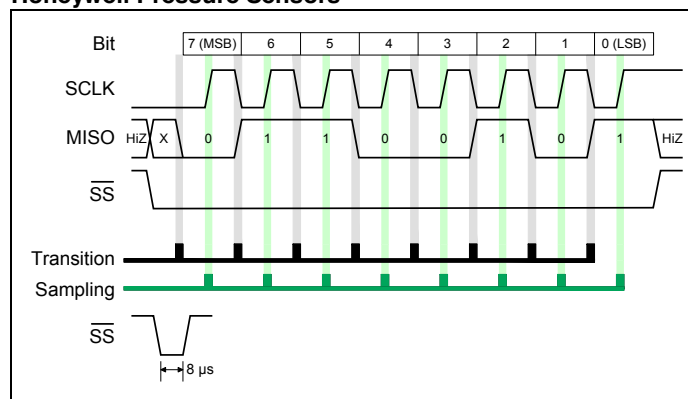 Honeywell Pressure Sensors
Bit 7 (MSB) 6 5 4 3 2 1 0 (LSB)
SCLK
MISO HiZ X 0 1 1 0 0 1 0 1 HiZ
SS
Transition
Sampling
SS
8 µs